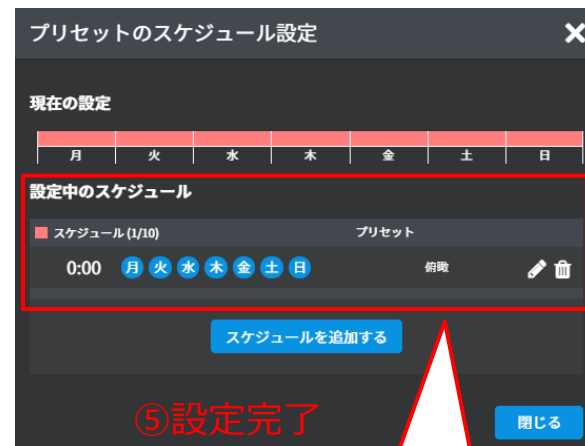 プリセットのスケジュール設定
現在の設定
月 火 水 木 金 土 日
設定中のスケジュール
スケジュール (1/10) プリセット
0:00 月 火 水 木 金 土 日 俯瞰
スケジュールを追加する
⑤設定完了
閉じる